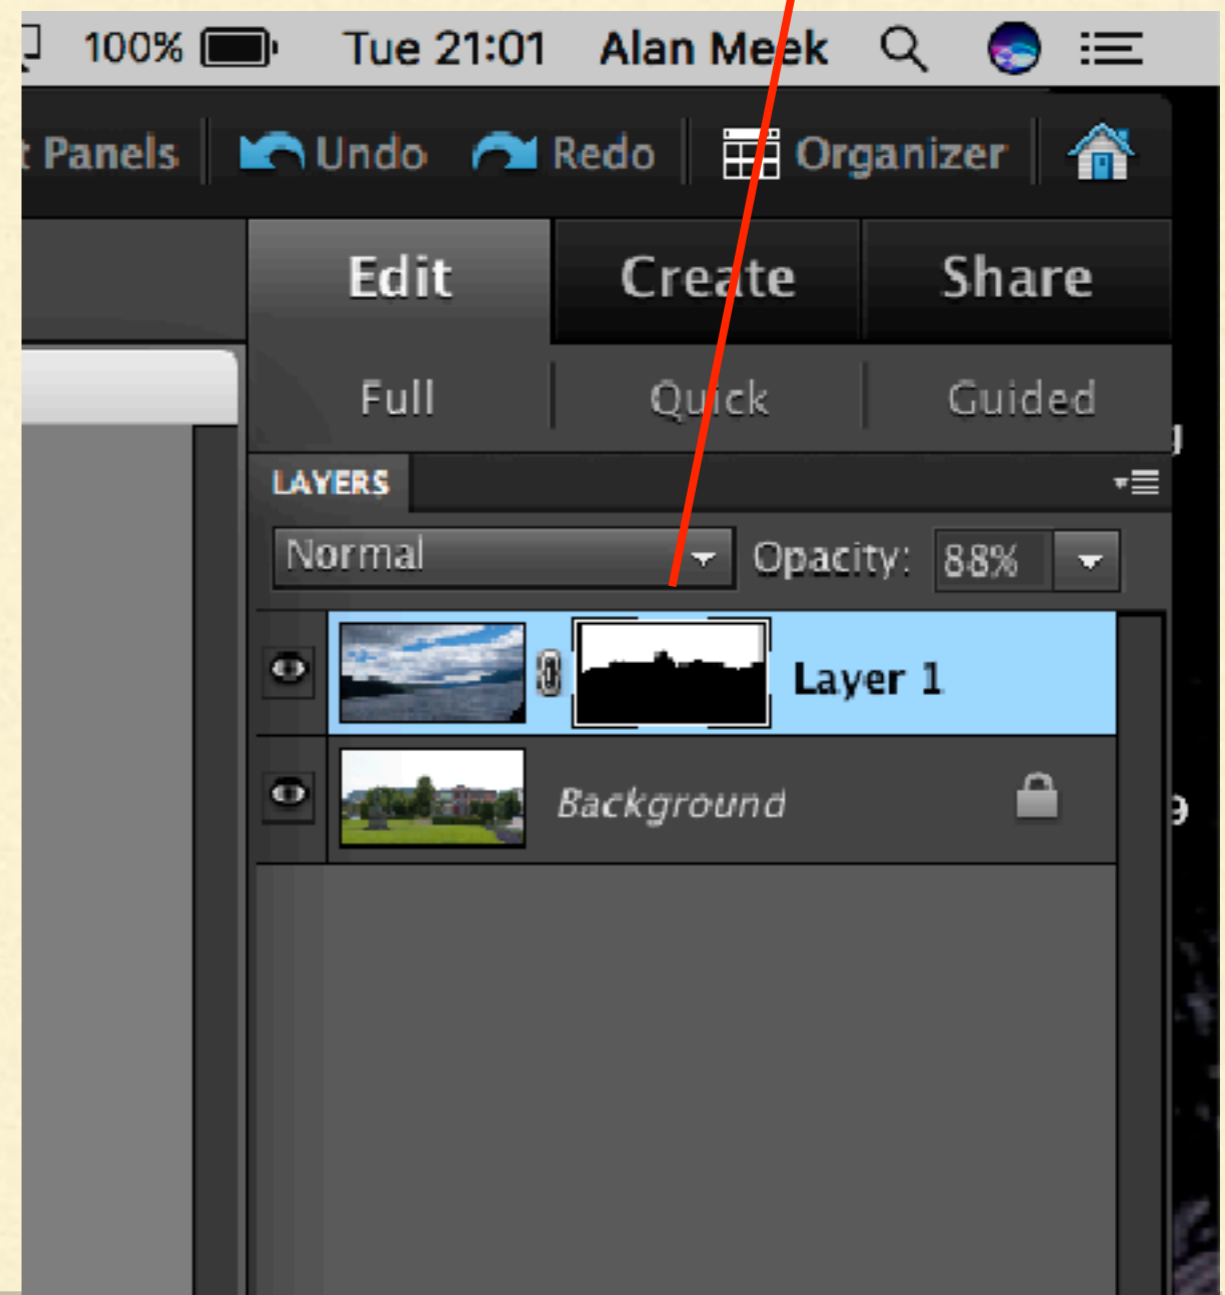 100% Tue 21:01 Alan Meek
Panels Undo Redo Organizer
Edit Create Share
Full Quick Guided
LAYERS
Normal Opacity: 88%
Layer 1
Background
9